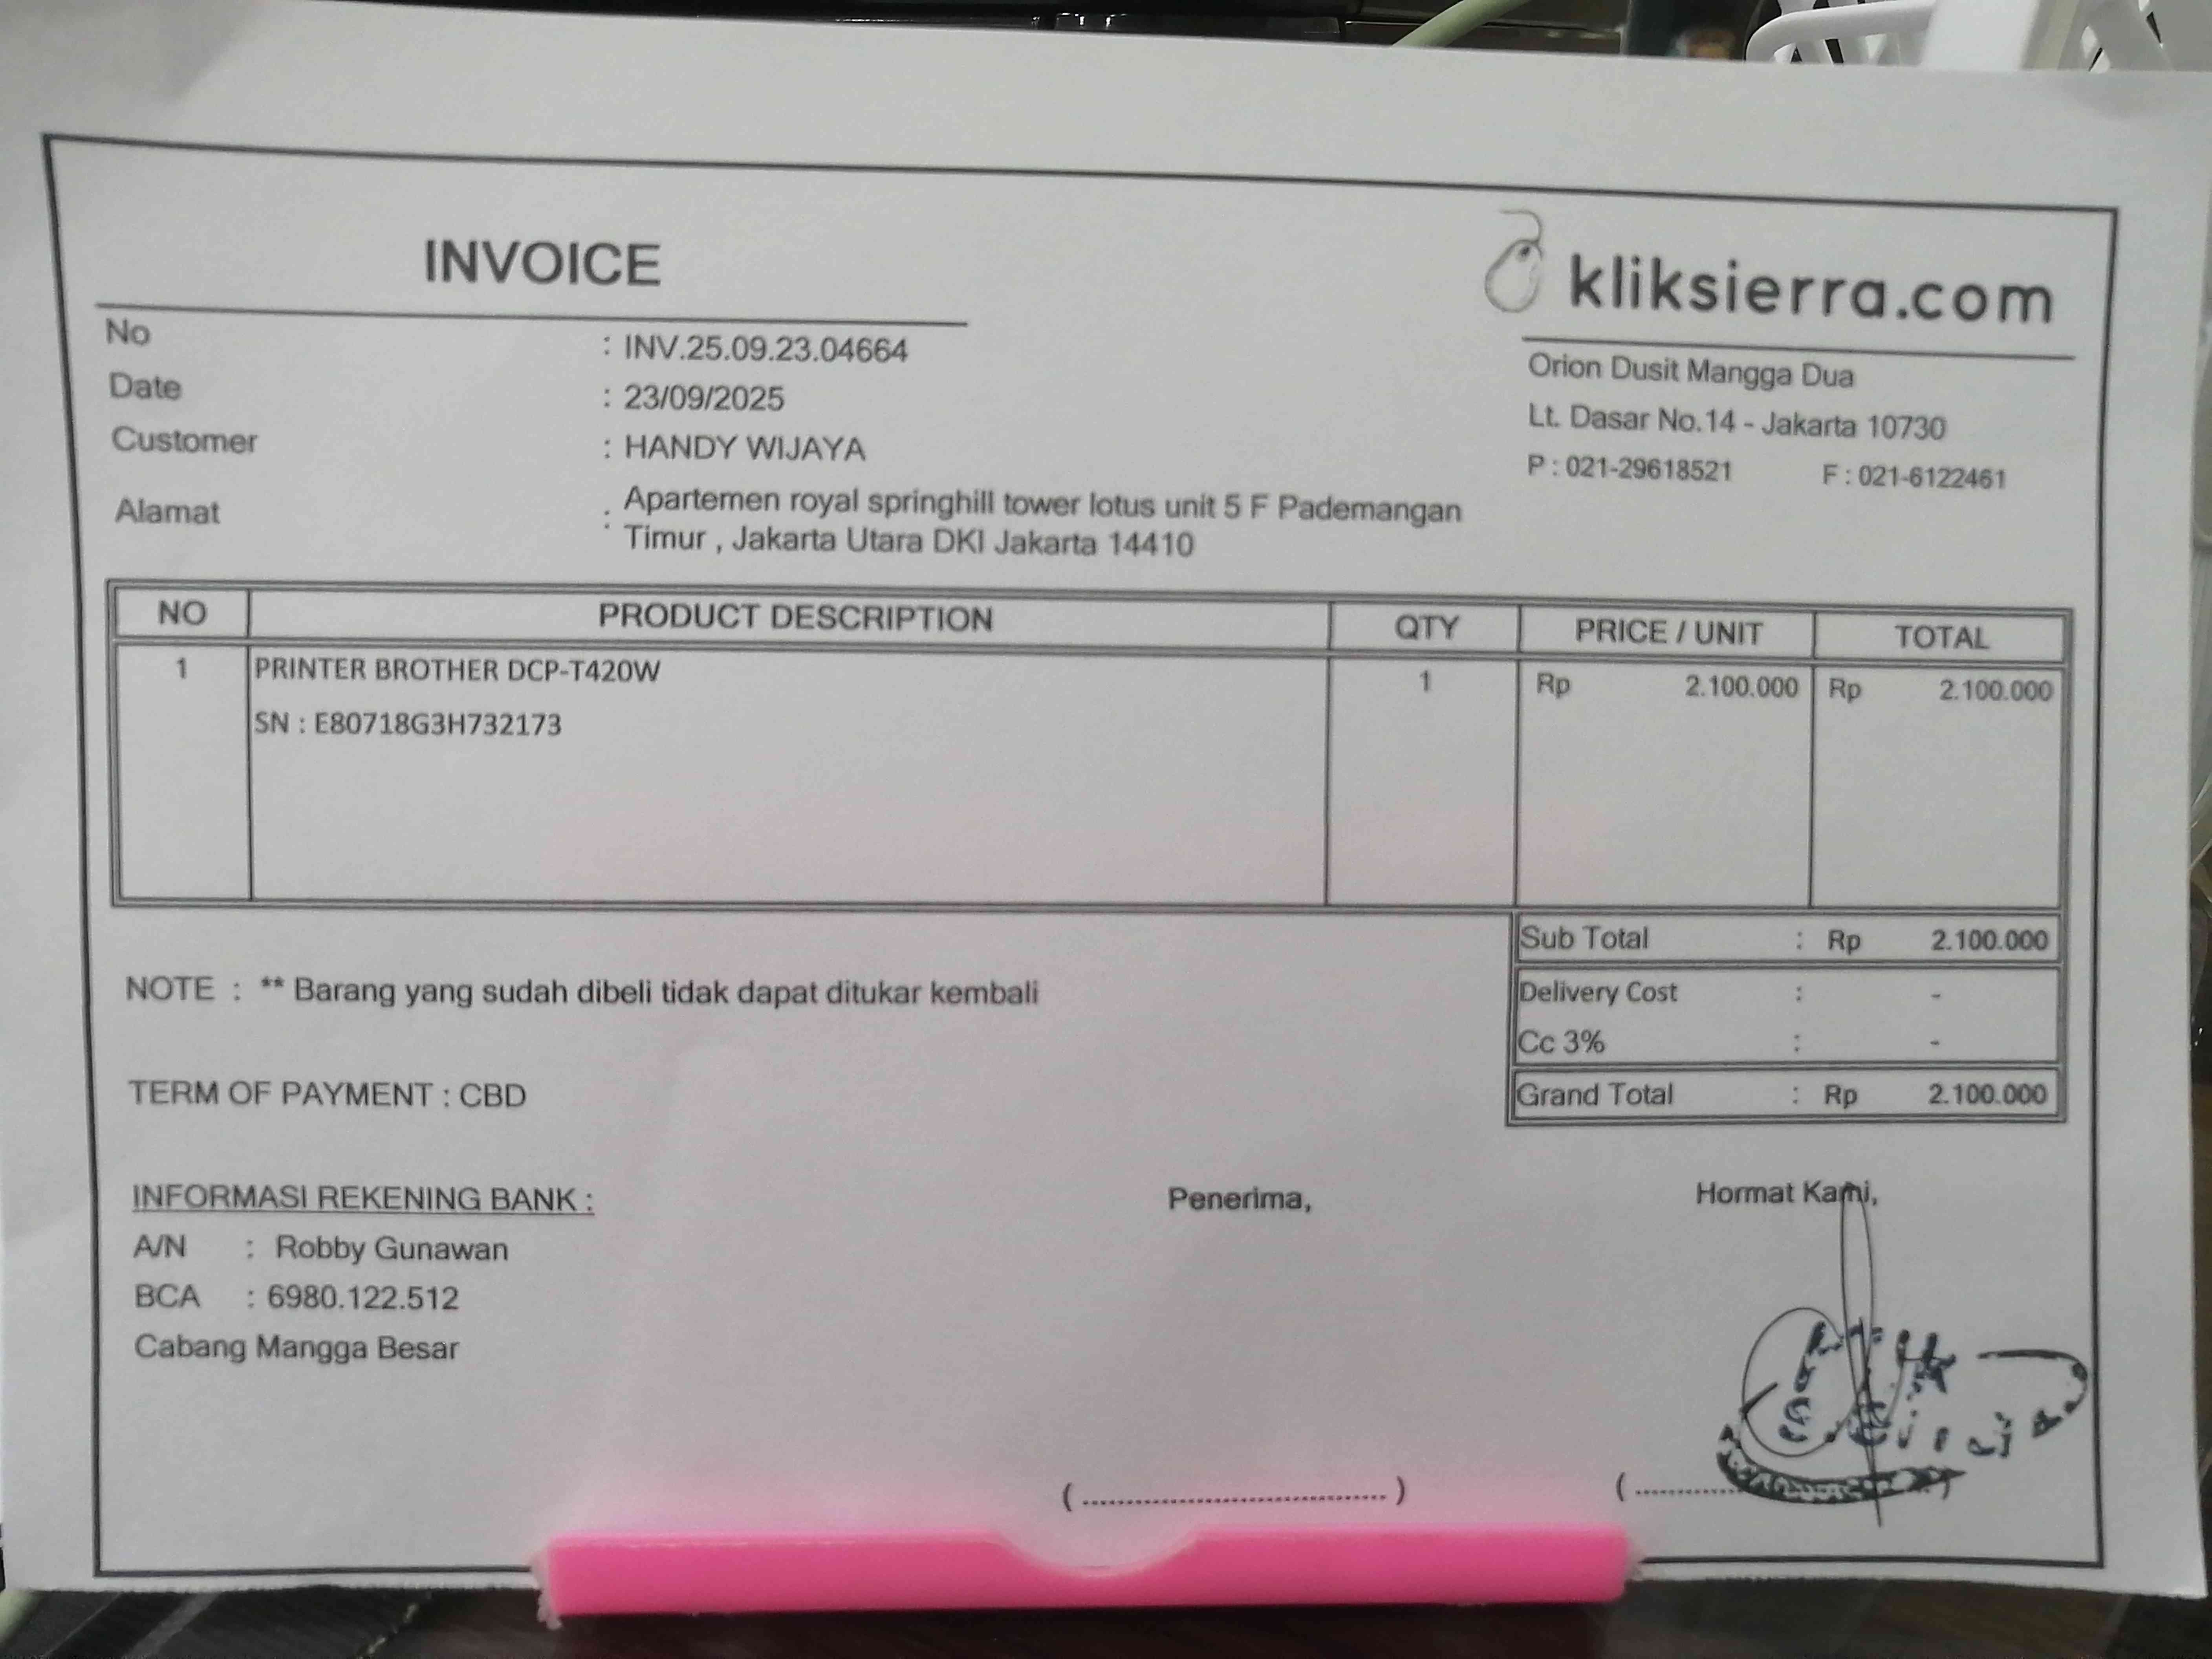 INVOICE
kliksierra.com
No : INV.25.09.23.04664
Date : 23/09/2025
Customer : HANDY WIJAYA
Alamat : Apartemen royal springhill tower lotus unit 5 F Pademangan
Timur , Jakarta Utara DKI Jakarta 14410
Orion Dusit Mangga Dua
Lt. Dasar No.14 - Jakarta 10730
P : 021-29618521 F : 021-6122461
NO PRODUCT DESCRIPTION QTY PRICE / UNIT TOTAL
1 PRINTER BROTHER DCP-T420W 1 Rp 2.100.000 Rp 2.100.000
SN : E80718G3H732173
Sub Total : Rp 2.100.000
Delivery Cost : -
Cc 3% : -
Grand Total : Rp 2.100.000
NOTE : ** Barang yang sudah dibeli tidak dapat ditukar kembali
TERM OF PAYMENT : CBD
INFORMASI REKENING BANK :
A/N : Robby Gunawan
BCA : 6980.122.512
Cabang Mangga Besar
Penerima,
Hormat Kami,